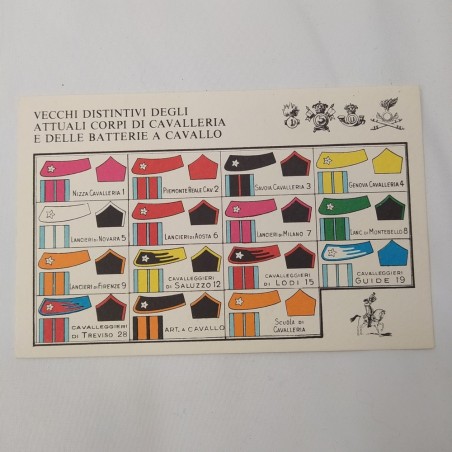 VECCHI DISTINTIVI DEGLI
ATTUALI CORPI DI CAVALLERIA
E DELLE BATTERIE A CAVALLO
NIZZA CAVALLERIA 1
PIEMONTE REALE CAV. 2
SAVOIA CAVALLERIA 3
GENOVA CAVALLERIA 4
LANCIERI DI NOVARA 5
LANCIERI DI AOSTA 6
LANCIERI DI MILANO 7
LANC. DI MONTEBELLO 8
LANCIERI DI FIRENZE 9
CAVALLEGGIERI
DI SALUZZO 12
CAVALLEGGIERI
DI LODI 15
CAVALLEGGIERI
GUIDE 19
CAVALLEGGIERI
DI TREVISO 28
ART. A CAVALLO
SCUOLA DI
CAVALLERIA